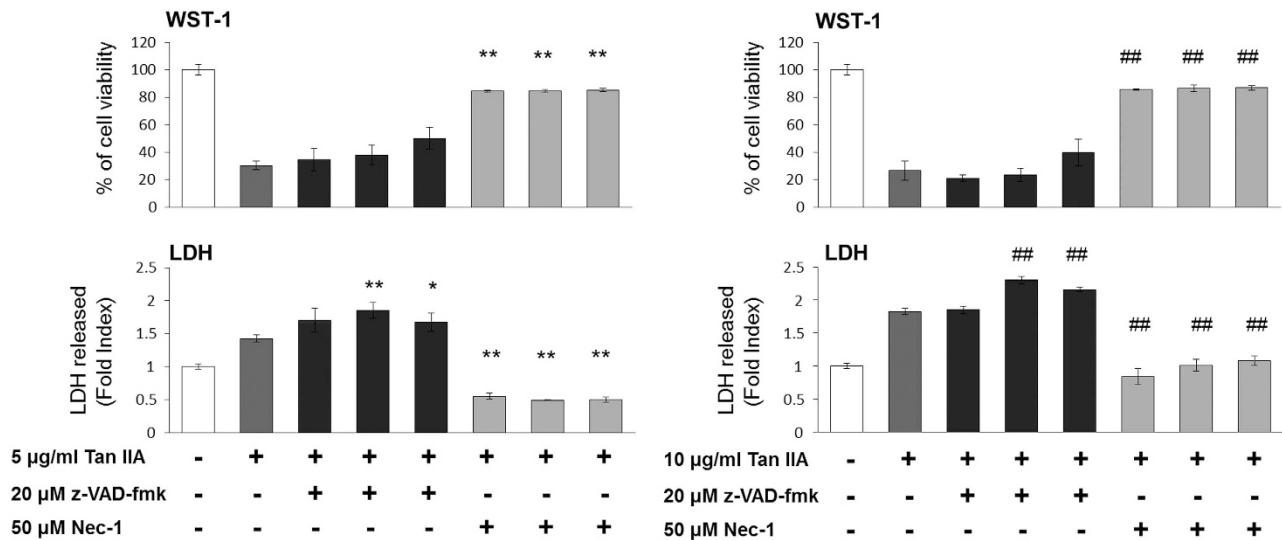 WST-1
% of cell viability
120
100
80
60
40
20
0
** ** **
LDH
LDH released
(Fold Index)
2.5
2
1.5
1
0.5
0
** *
** ** **
5 µg/ml Tan IIA - + + + + + + +
20 µM z-VAD-fmk - - + + + - - -
50 µM Nec-1 - - - - - + + +
WST-1
% of cell viability
120
100
80
60
40
20
0
## ## ##
LDH
LDH released
(Fold Index)
2.5
2
1.5
1
0.5
0
## ##
## ## ##
10 µg/ml Tan IIA - + + + + + + +
20 µM z-VAD-fmk - - + + + - - -
50 µM Nec-1 - - - - - + + +